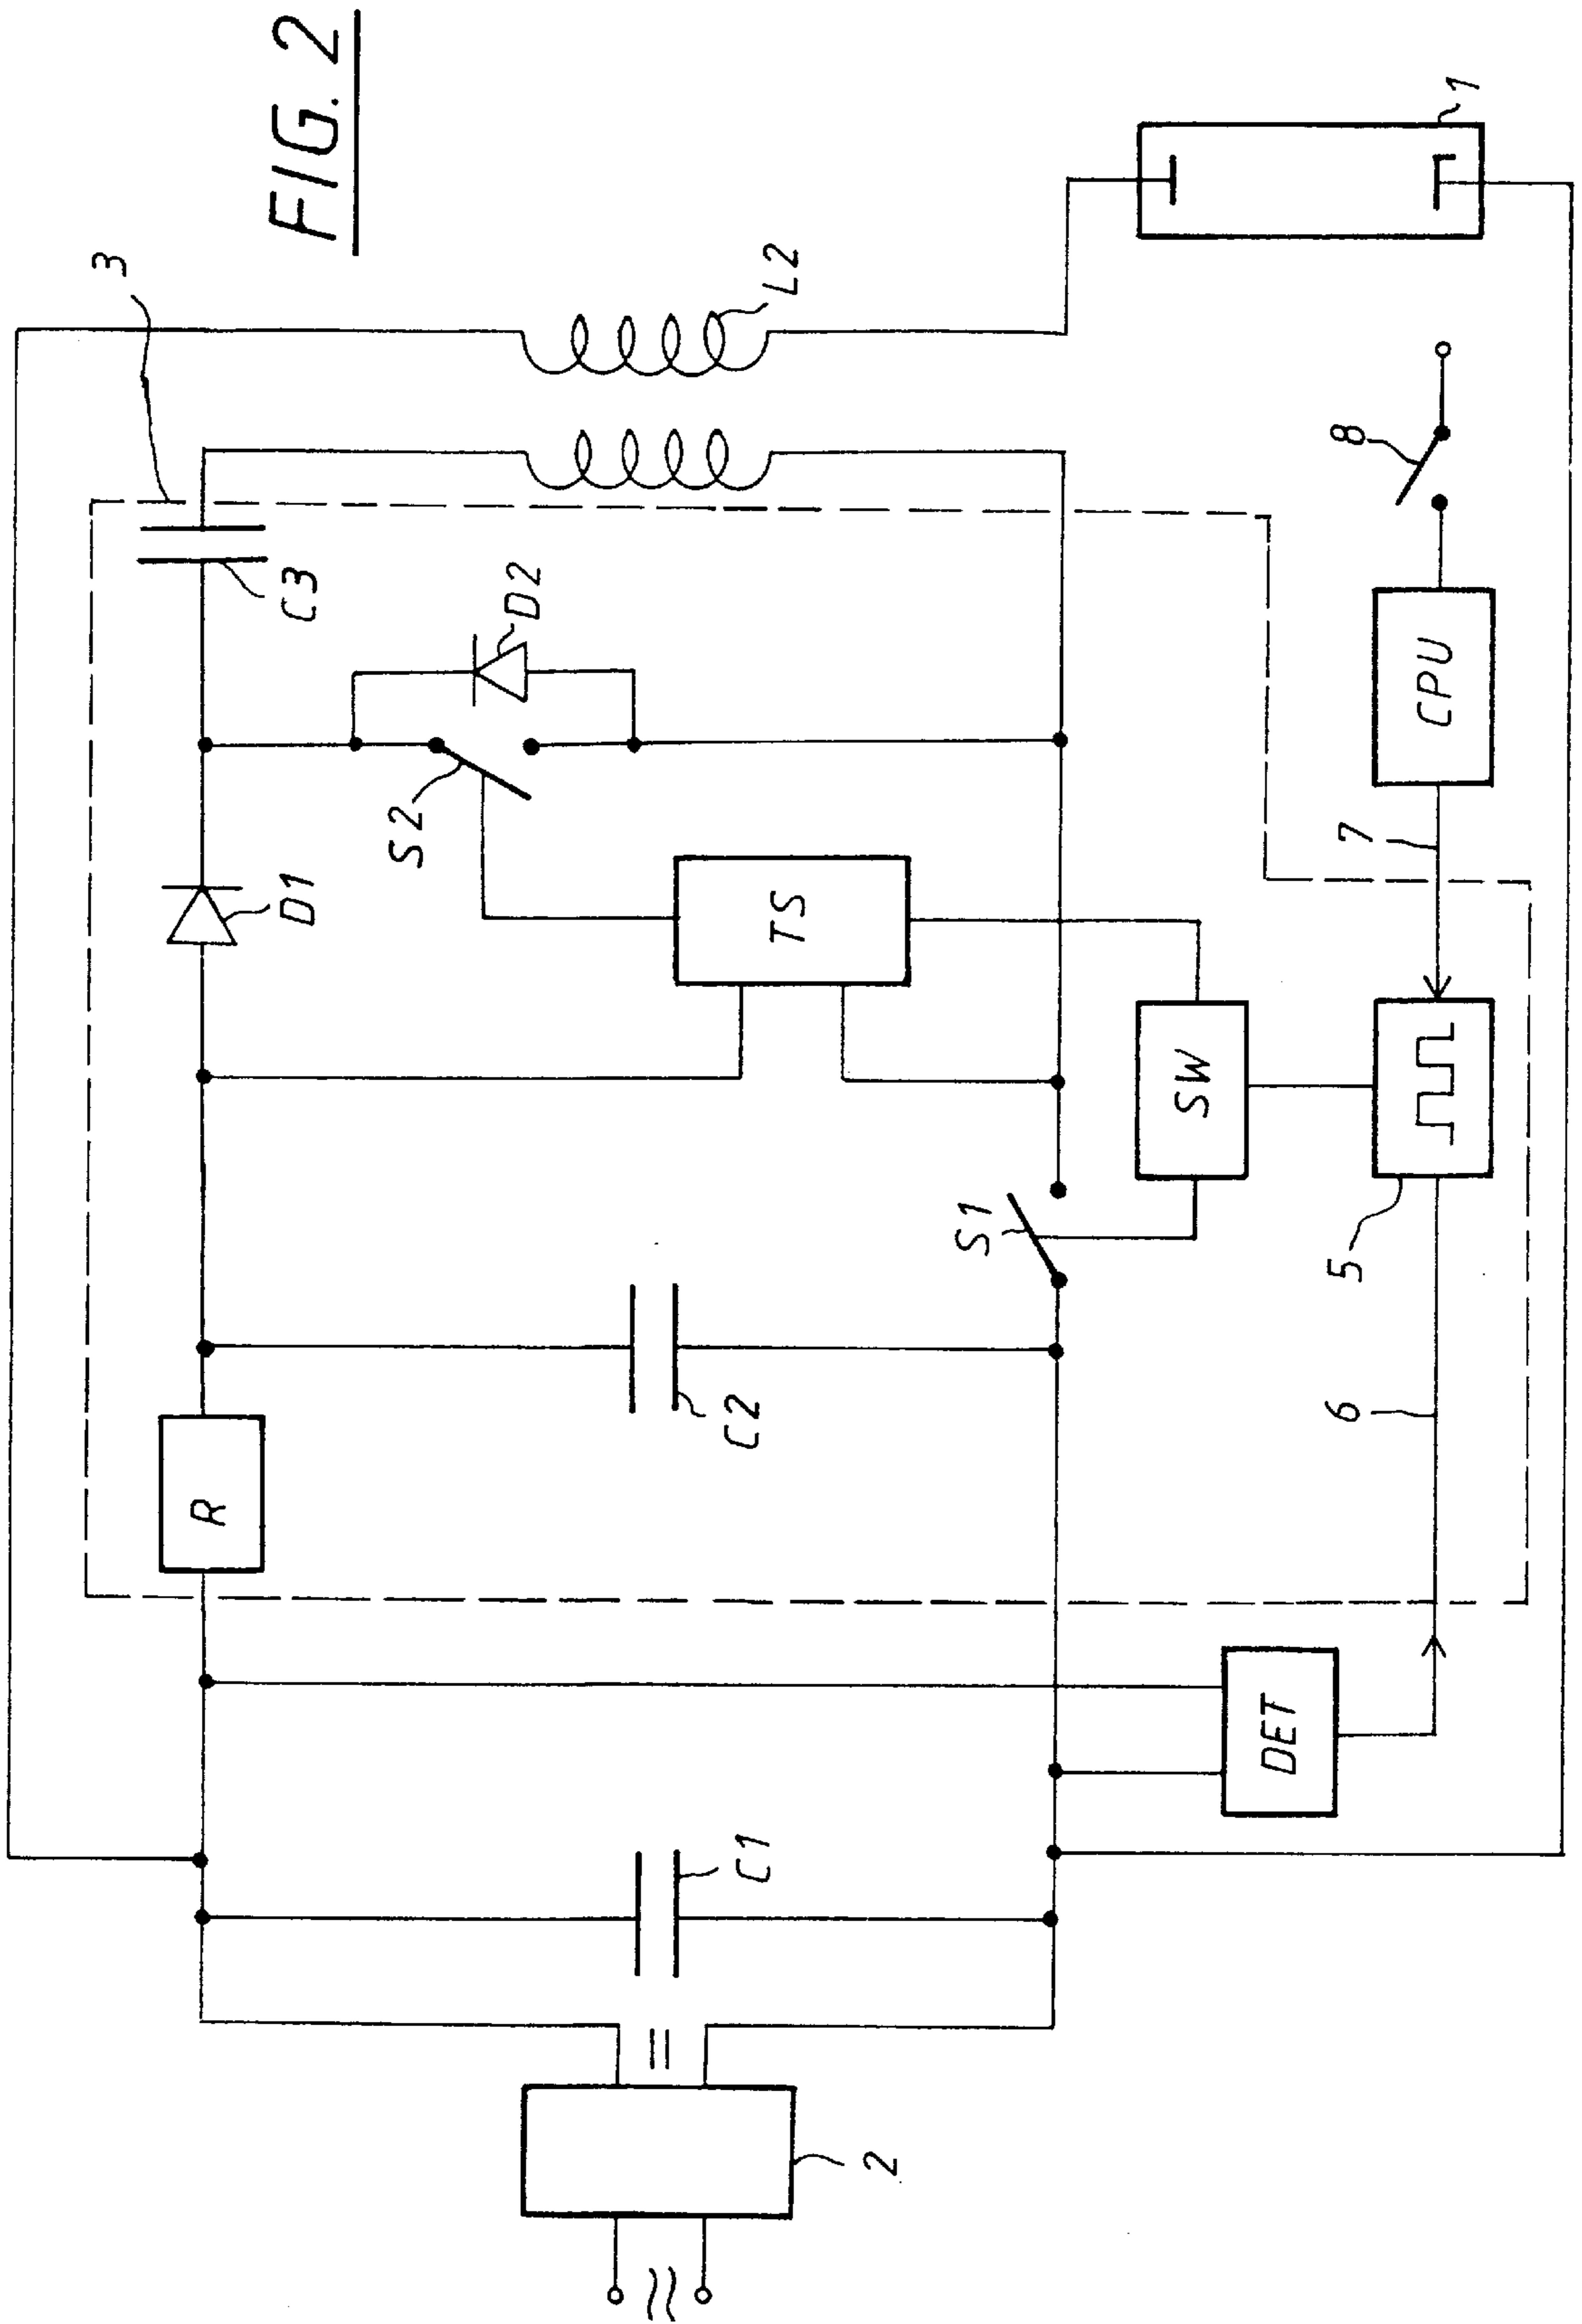 FIG. 2
3
L2
1
C3
D2
8
S2
CPU
D1
TS
7
SW
S1
5
R
C2
6
DET
C1
=
2
≈